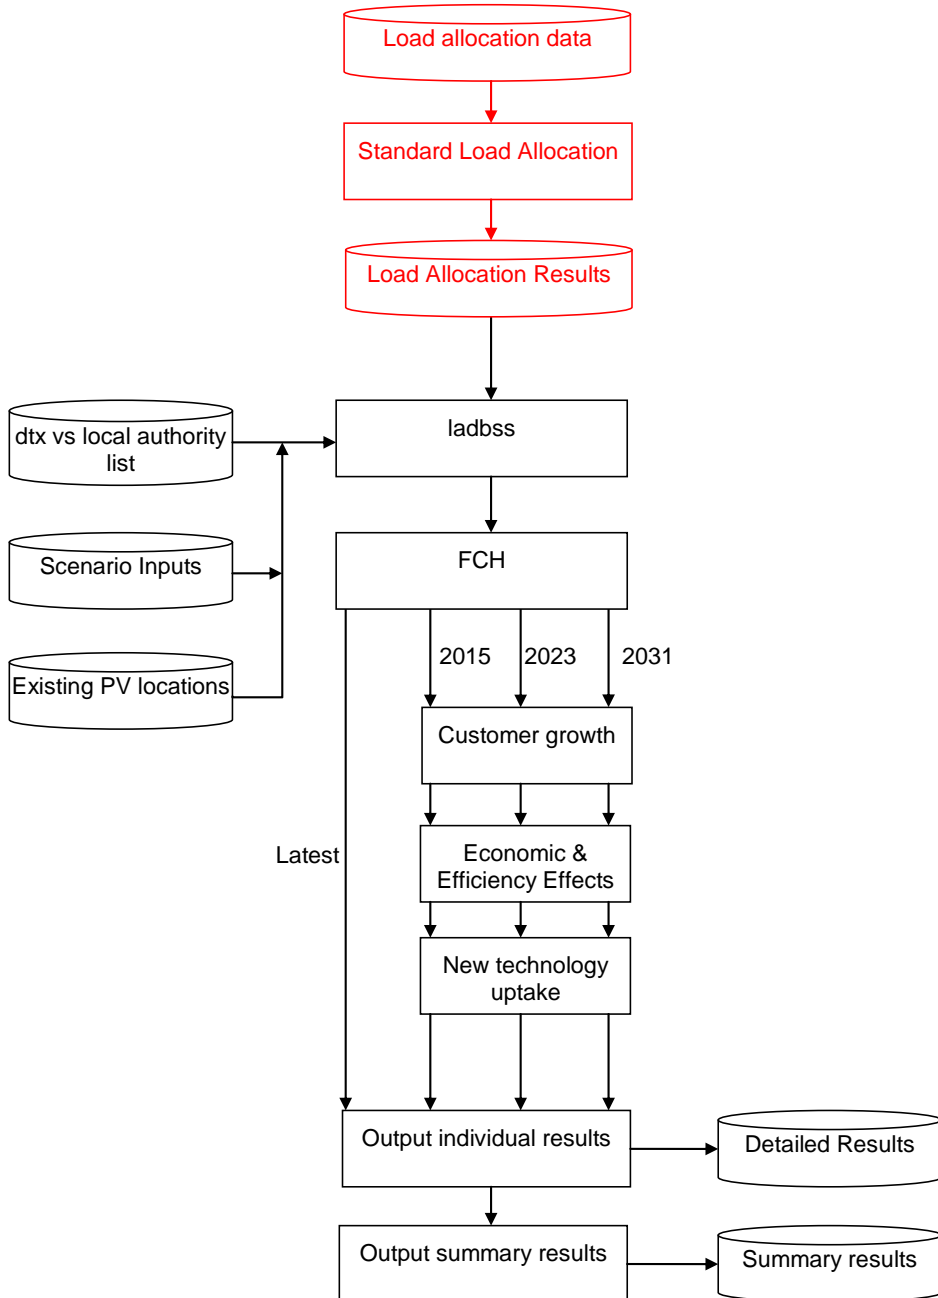 Load allocation data
Standard Load Allocation
Load Allocation Results
dtx vs local authority
list
ladbss
Scenario Inputs
FCH
Existing PV locations
2015
2023
2031
Customer growth
Latest
Economic &
Efficiency Effects
New technology
uptake
Output individual results
Detailed Results
Output summary results
Summary results